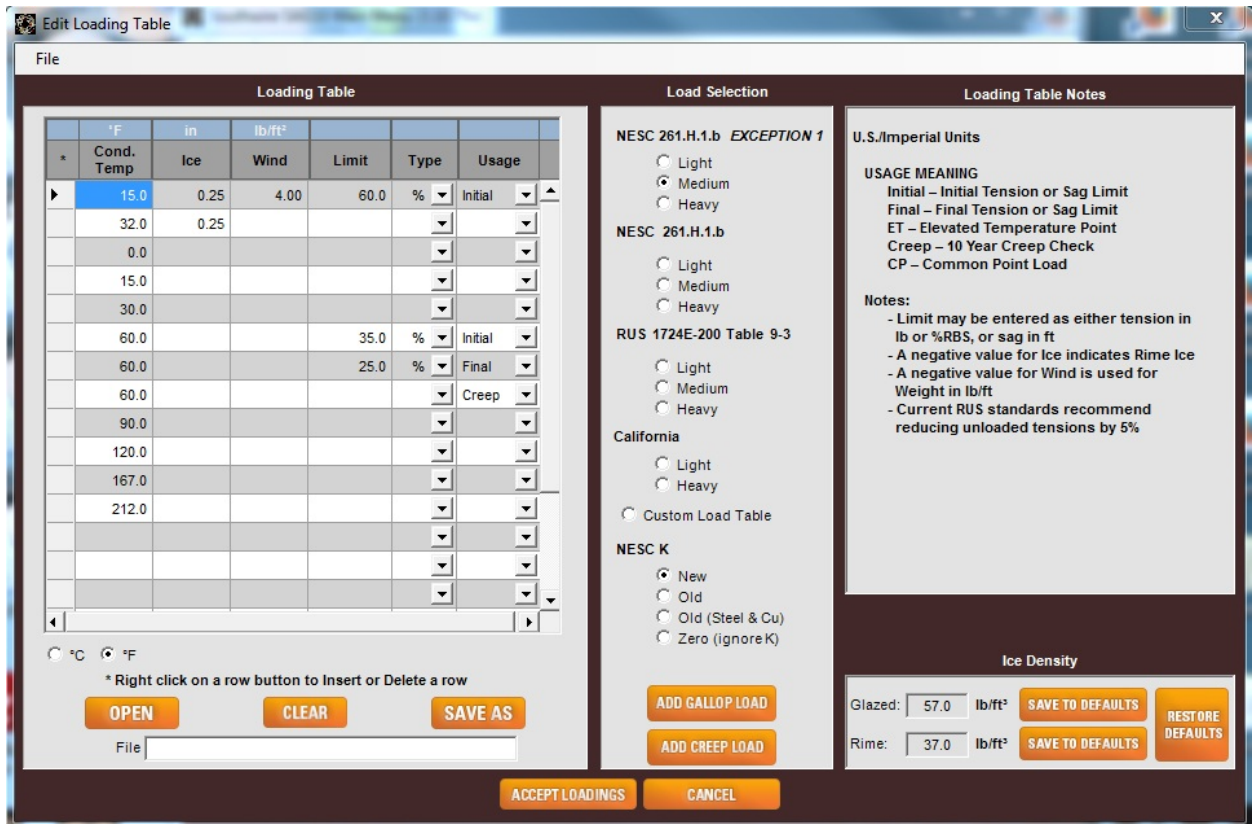 Edit Loading Table
X
File
Loading Table
°F in lb/ft²
* Cond. Temp Ice Wind Limit Type Usage
15.0 0.25 4.00 60.0 % Initial
32.0 0.25
0.0
15.0
30.0
60.0 35.0 % Initial
60.0 25.0 % Final
60.0 Creep
90.0
120.0
167.0
212.0
°C °F
* Right click on a row button to Insert or Delete a row
OPEN CLEAR SAVE AS
File
Load Selection
NESC 261.H.1.b EXCEPTION 1
Light
Medium
Heavy
NESC 261.H.1.b
Light
Medium
Heavy
RUS 1724E-200 Table 9-3
Light
Medium
Heavy
California
Light
Heavy
Custom Load Table
NESC K
New
Old
Old (Steel & Cu)
Zero (ignore K)
ADD GALLOP LOAD
ADD CREEP LOAD
Loading Table Notes
U.S./Imperial Units
USAGE MEANING
Initial – Initial Tension or Sag Limit
Final – Final Tension or Sag Limit
ET – Elevated Temperature Point
Creep – 10 Year Creep Check
CP – Common Point Load
Notes:
- Limit may be entered as either tension in
lb or %RBS, or sag in ft
- A negative value for Ice indicates Rime Ice
- A negative value for Wind is used for
Weight in lb/ft
- Current RUS standards recommend
reducing unloaded tensions by 5%
Ice Density
Glazed: 57.0 lb/ft³ SAVE TO DEFAULTS
Rime: 37.0 lb/ft³ SAVE TO DEFAULTS
RESTORE
DEFAULTS
ACCEPT LOADINGS CANCEL